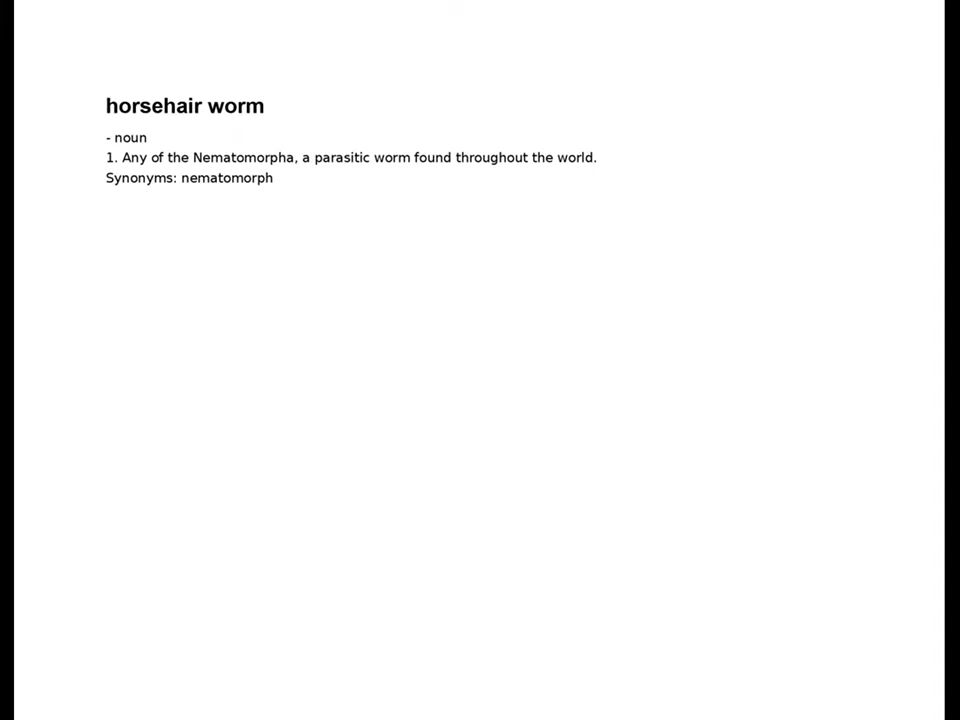 horsehair worm
- noun
1. Any of the Nematomorpha, a parasitic worm found throughout the world.
Synonyms: nematomorph